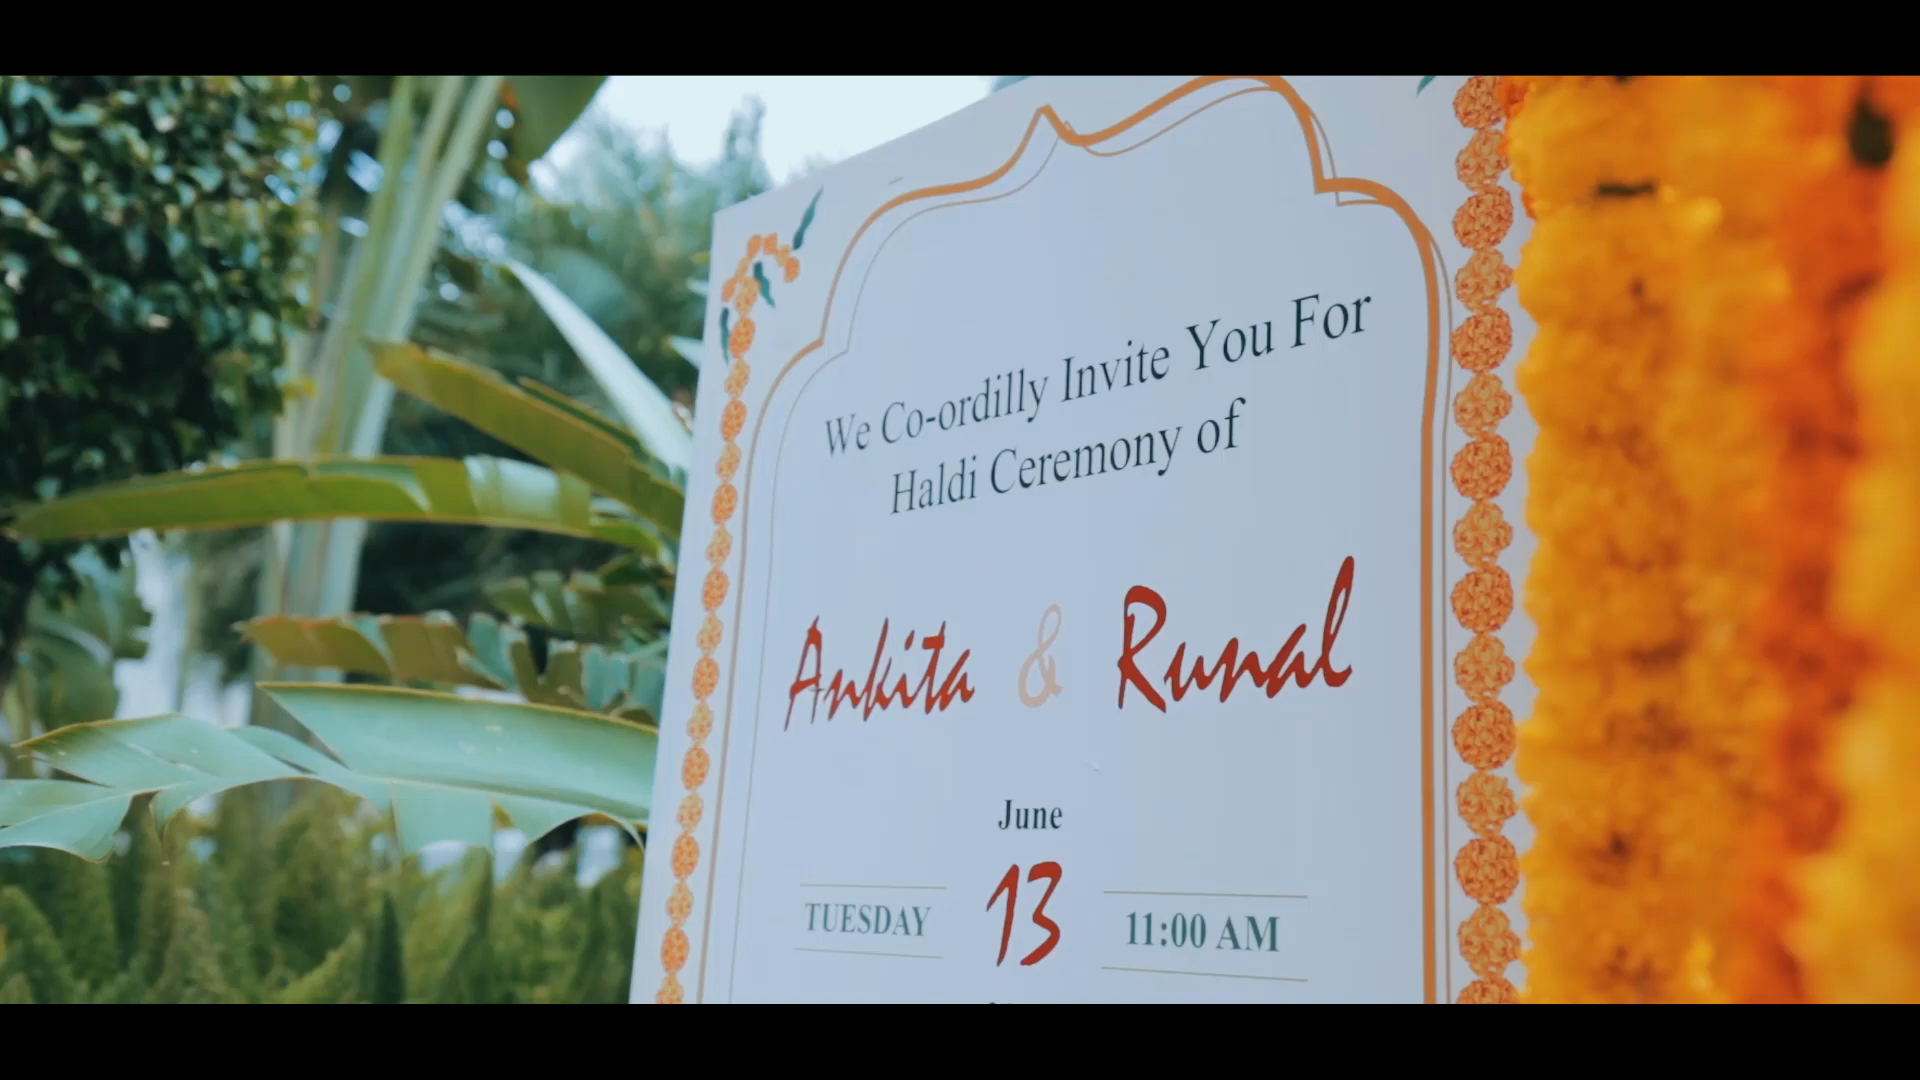 We Co-ordilly Invite You For
Haldi Ceremony of
Ankita & Runal
June
TUESDAY 13 11:00 AM